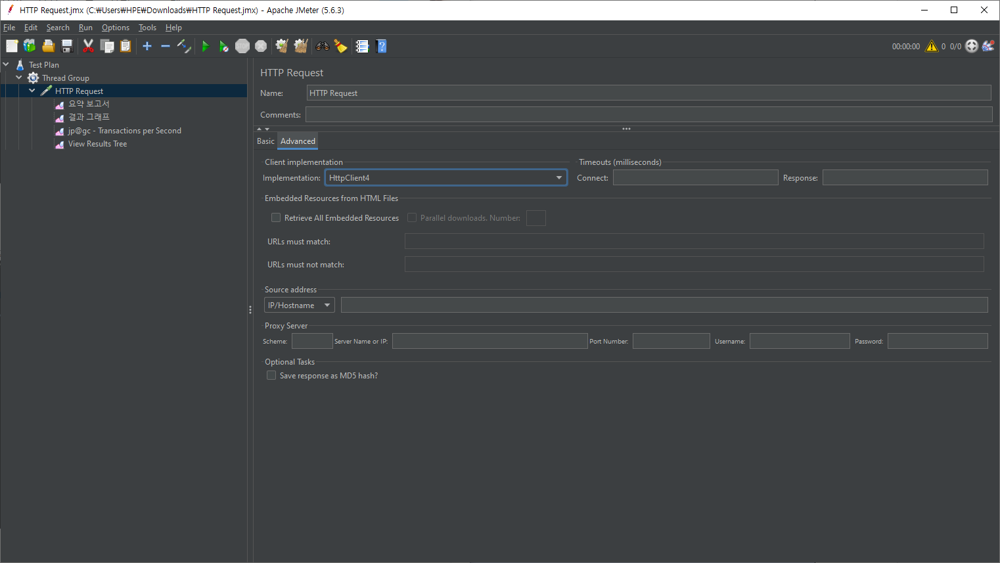 HTTP Request.jmx (C:₩Users₩HPE₩Downloads₩HTTP Request.jmx) - Apache JMeter (5.6.3)
File Edit Search Run Options Tools Help
STOP 00:00:00 0 0/0
Test Plan
Thread Group
HTTP Request
요약 보고서
결과 그래프
jp@gc - Transactions per Second
View Results Tree
HTTP Request
Name: HTTP Request
Comments:
Basic Advanced
Client implementation Timeouts (milliseconds)
Implementation: HttpClient4 Connect: Response:
Embedded Resources from HTML Files
Retrieve All Embedded Resources Parallel downloads. Number:
URLs must match:
URLs must not match:
Source address
IP/Hostname
Proxy Server
Scheme: Server Name or IP: Port Number: Username: Password:
Optional Tasks
Save response as MD5 hash?